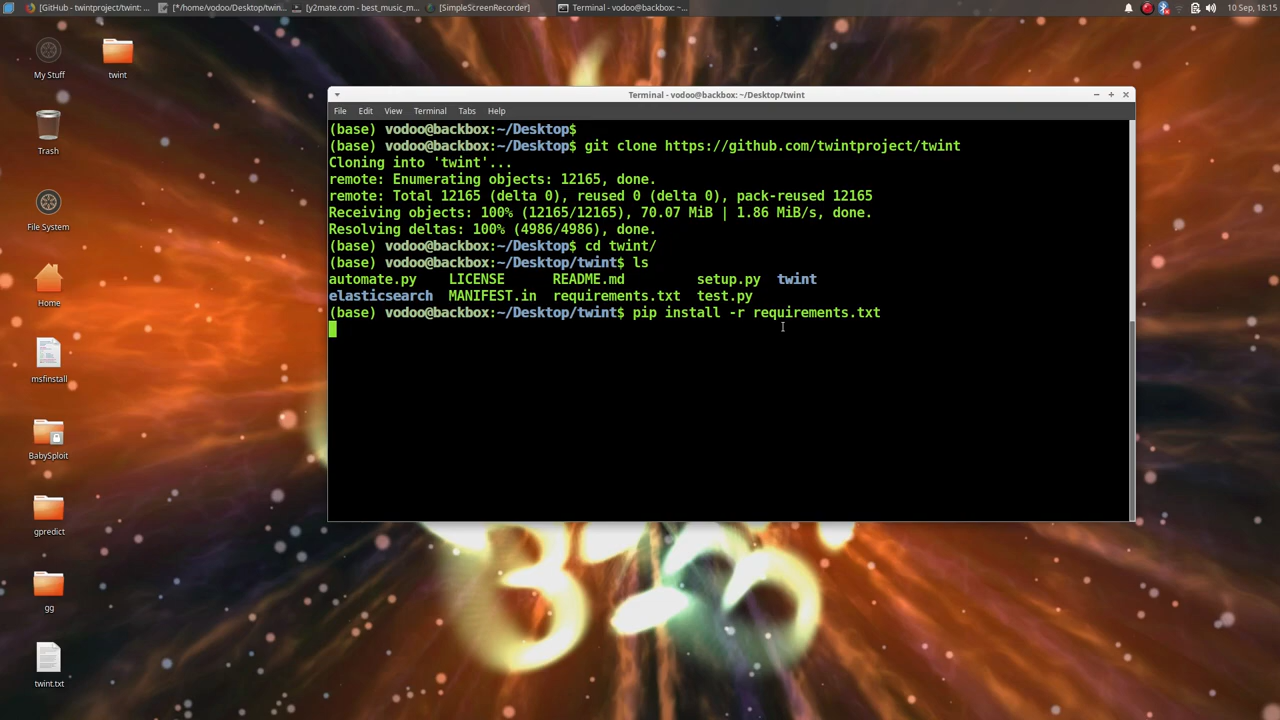 [GitHub - twintproject/twint: ...
[*/home/vodoo/Desktop/twin...
[y2mate.com - best_music_m...
[SimpleScreenRecorder]
Terminal - vodoo@backbox: ~...
10 Sep, 18:15
My Stuff
twint
Trash
File System
Home
msfinstall
BabySploit
gpredict
gg
twint.txt
Terminal - vodoo@backbox: ~/Desktop/twint
File Edit View Terminal Tabs Help
(base) vodoo@backbox:~/Desktop$
(base) vodoo@backbox:~/Desktop$ git clone https://github.com/twintproject/twint
Cloning into 'twint'...
remote: Enumerating objects: 12165, done.
remote: Total 12165 (delta 0), reused 0 (delta 0), pack-reused 12165
Receiving objects: 100% (12165/12165), 70.07 MiB | 1.86 MiB/s, done.
Resolving deltas: 100% (4986/4986), done.
(base) vodoo@backbox:~/Desktop$ cd twint/
(base) vodoo@backbox:~/Desktop/twint$ ls
automate.py LICENSE README.md setup.py twint
elasticsearch MANIFEST.in requirements.txt test.py
(base) vodoo@backbox:~/Desktop/twint$ pip install -r requirements.txt